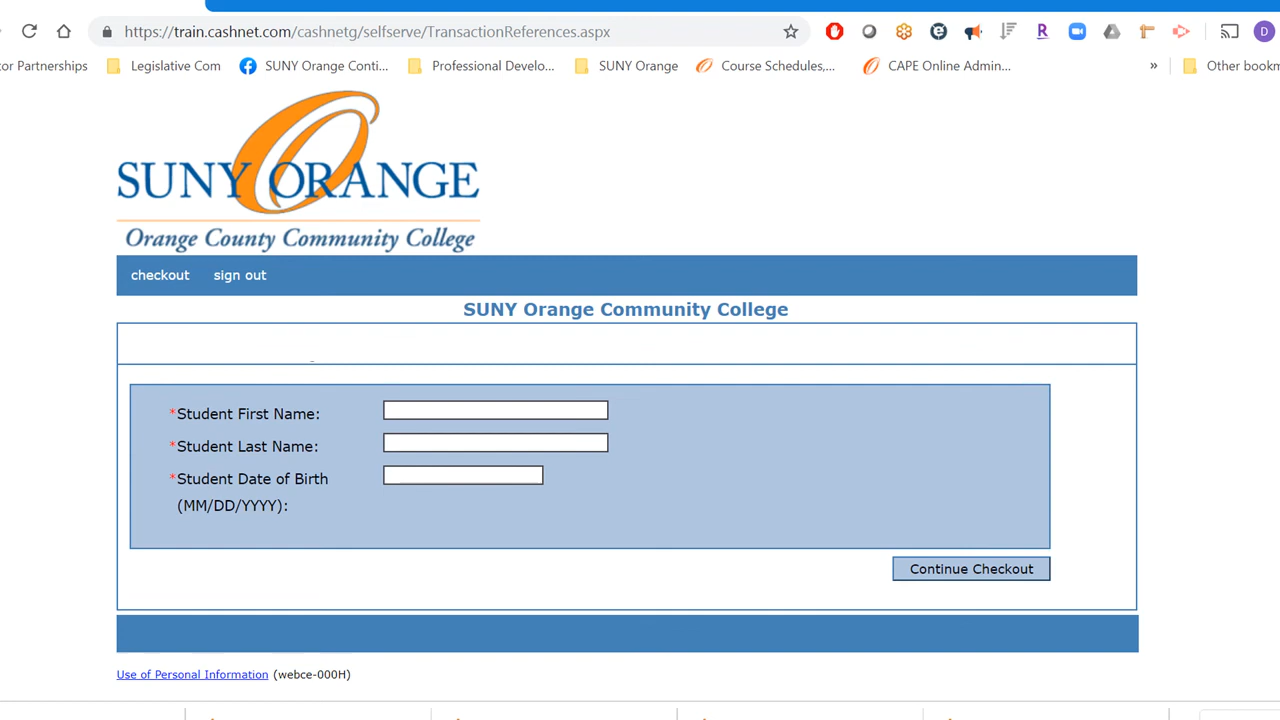 https://train.cashnet.com/cashnetg/selfserve/TransactionReferences.aspx
tor Partnerships Legislative Com SUNY Orange Conti... Professional Develo... SUNY Orange Course Schedules,... CAPE Online Admin... » Other bookm
SUNY ORANGE
Orange County Community College
checkout sign out
SUNY Orange Community College
*Student First Name:
*Student Last Name:
*Student Date of Birth
(MM/DD/YYYY):
Continue Checkout
Use of Personal Information (webce-000H)